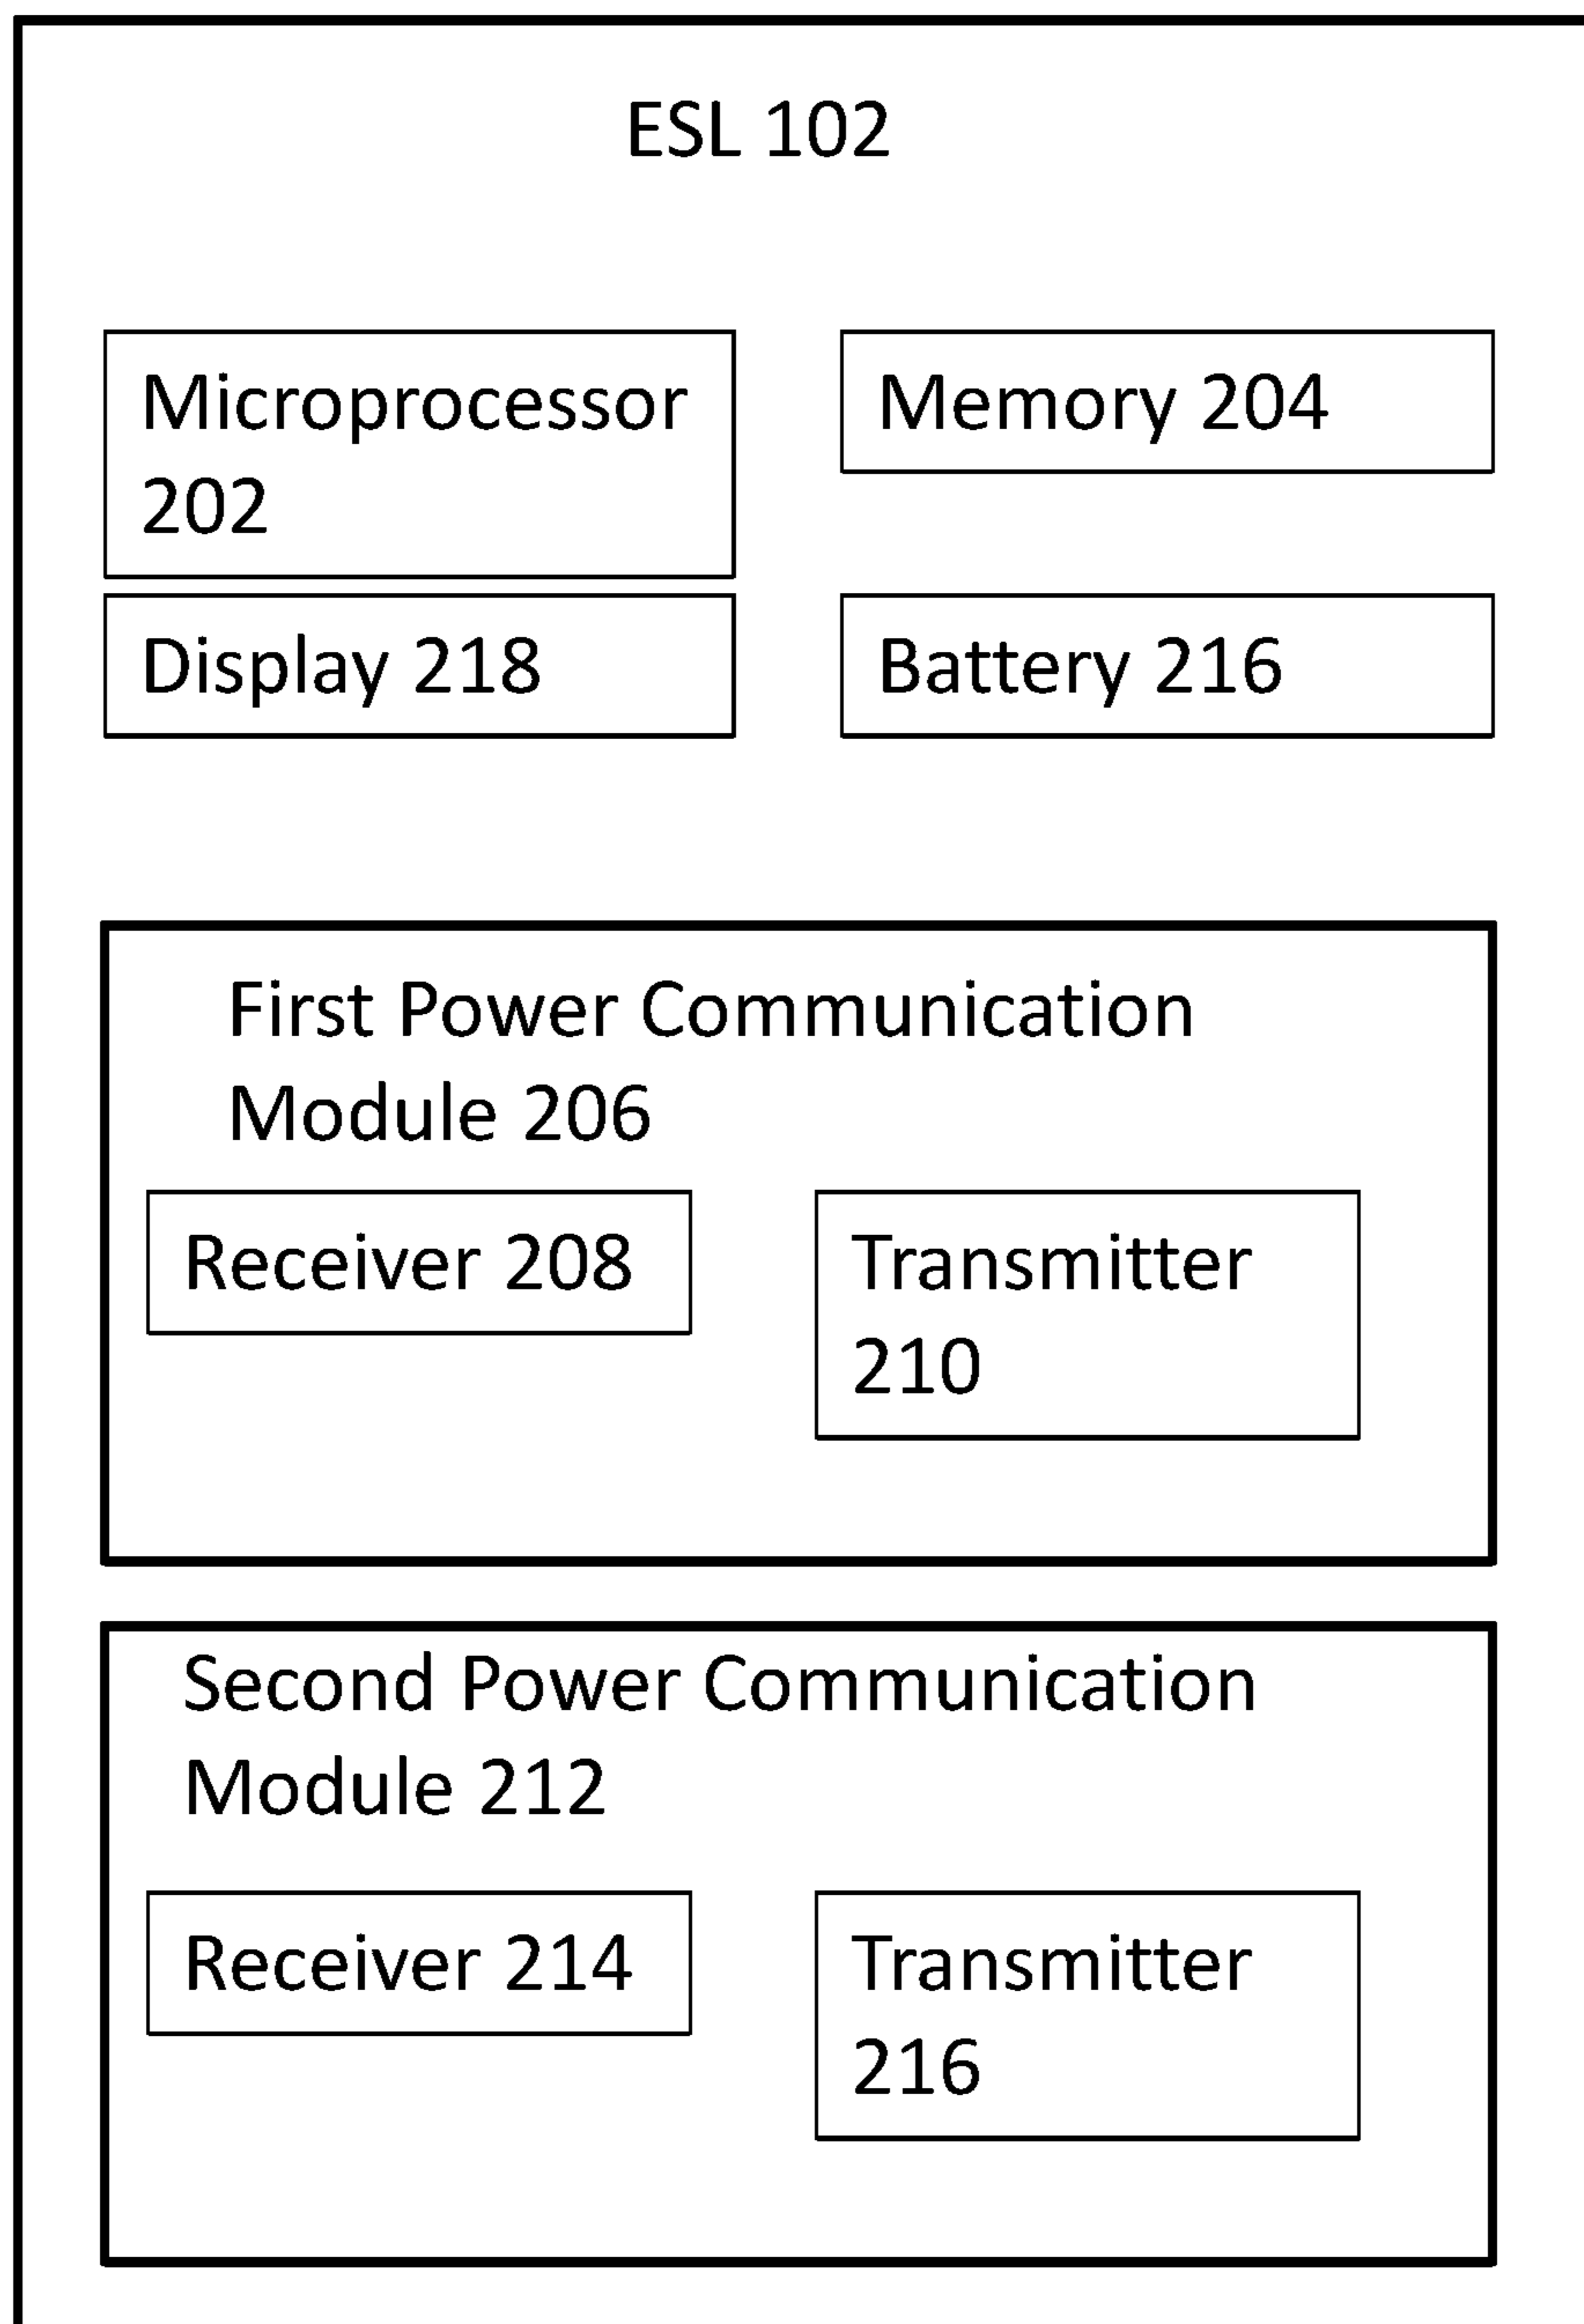 ESL 102
Microprocessor
202
Memory 204
Display 218
Battery 216
First Power Communication
Module 206
Receiver 208
Transmitter
210
Second Power Communication
Module 212
Receiver 214
Transmitter
216